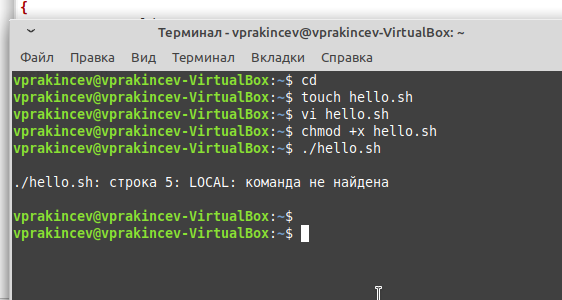 {
Терминал - vprakincev@vprakincev-VirtualBox: ~
Файл Правка Вид Терминал Вкладки Справка
vprakincev@vprakincev-VirtualBox:~$ cd
vprakincev@vprakincev-VirtualBox:~$ touch hello.sh
vprakincev@vprakincev-VirtualBox:~$ vi hello.sh
vprakincev@vprakincev-VirtualBox:~$ chmod +x hello.sh
vprakincev@vprakincev-VirtualBox:~$ ./hello.sh
./hello.sh: строка 5: LOCAL: команда не найдена
vprakincev@vprakincev-VirtualBox:~$
vprakincev@vprakincev-VirtualBox:~$